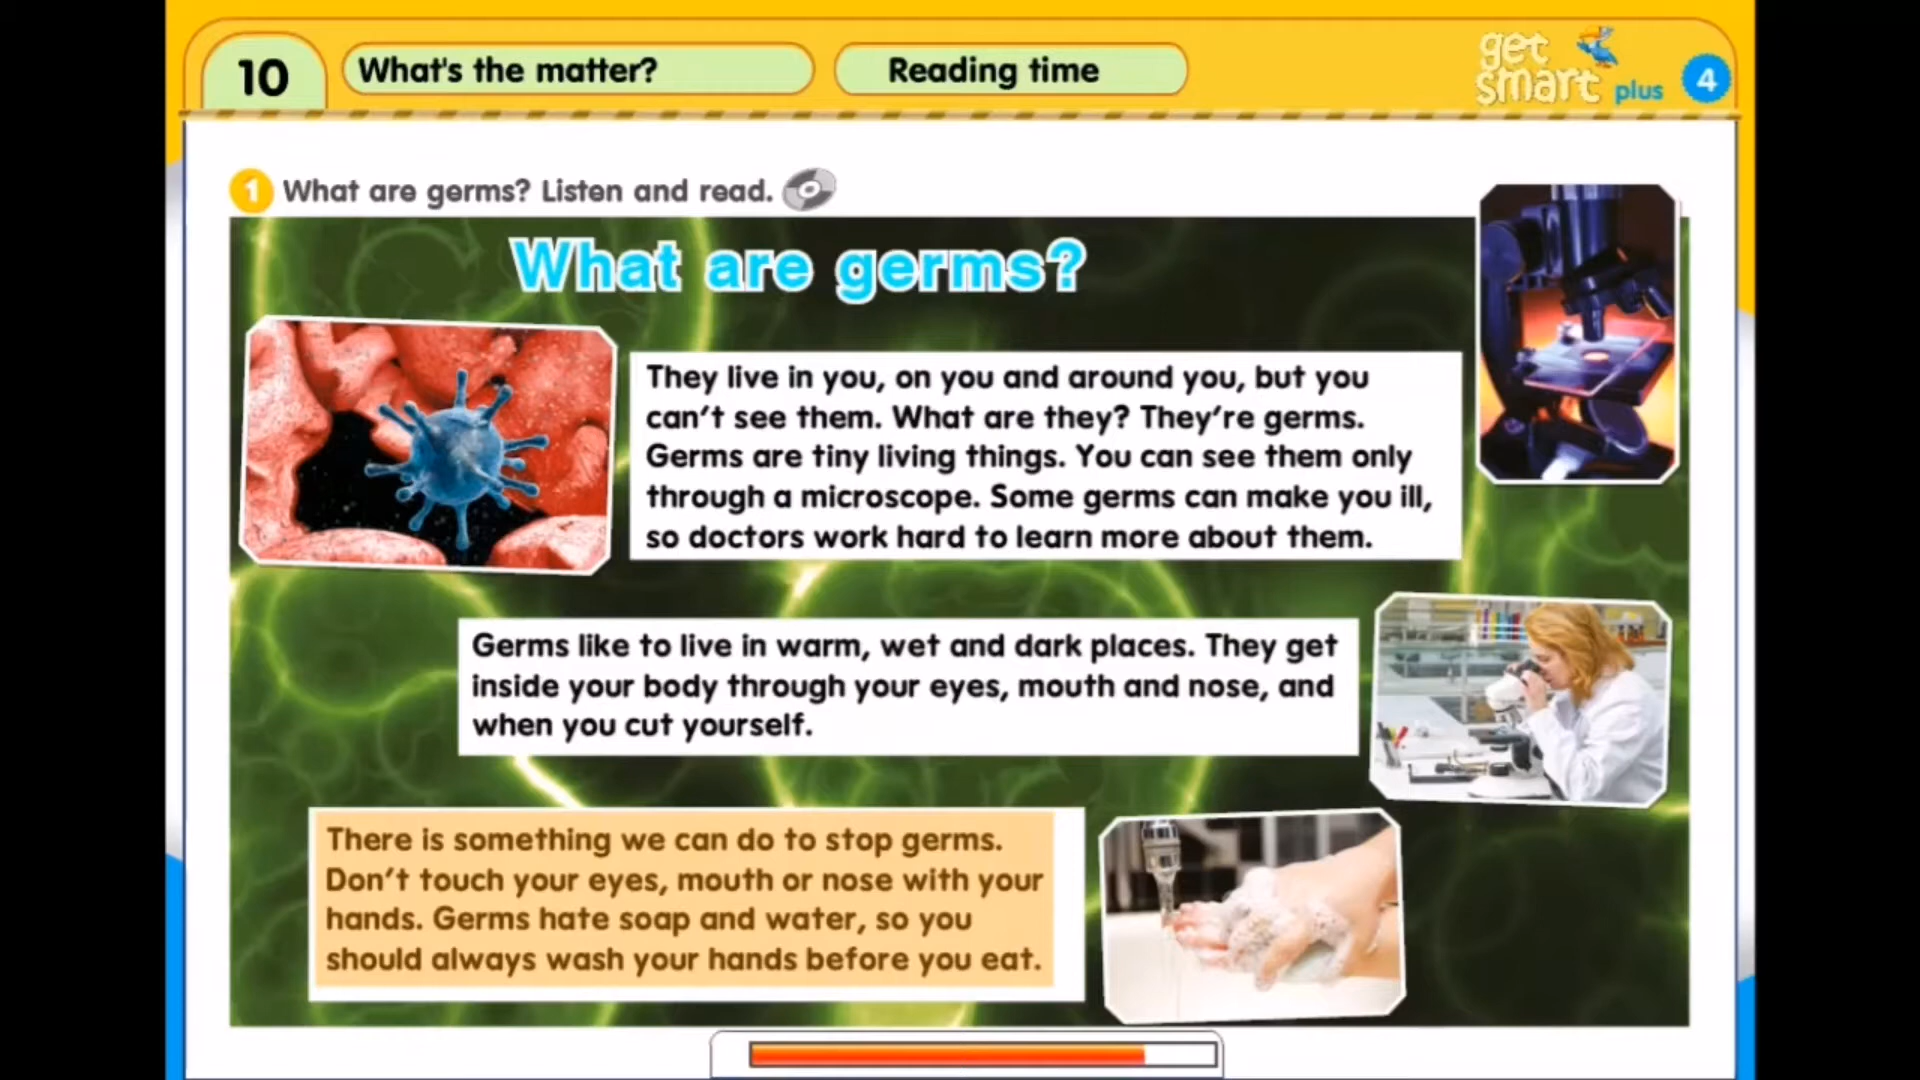 10
What's the matter?
Reading time
get
smart plus
4
1 What are germs? Listen and read.
What are germs?
They live in you, on you and around you, but you
can't see them. What are they? They're germs.
Germs are tiny living things. You can see them only
through a microscope. Some germs can make you ill,
so doctors work hard to learn more about them.
Germs like to live in warm, wet and dark places. They get
inside your body through your eyes, mouth and nose, and
when you cut yourself.
There is something we can do to stop germs.
Don't touch your eyes, mouth or nose with your
hands. Germs hate soap and water, so you
should always wash your hands before you eat.